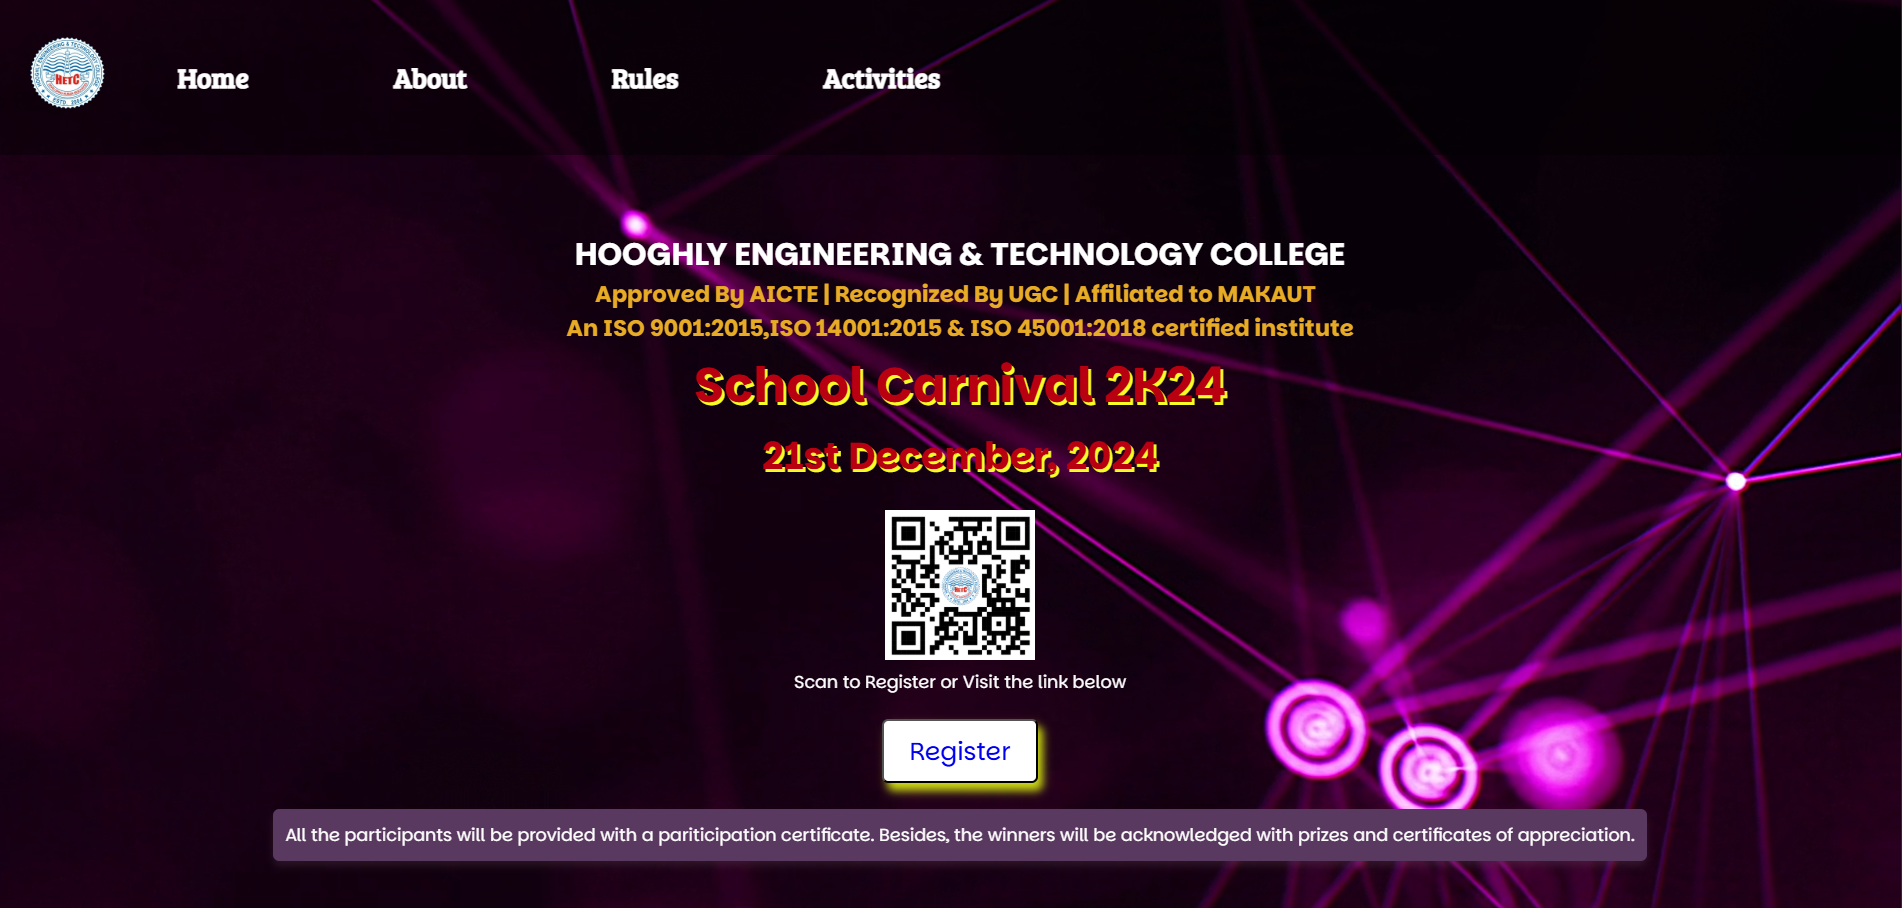 HETC
Home
About
Rules
Activities
HOOGHLY ENGINEERING & TECHNOLOGY COLLEGE
Approved By AICTE | Recognized By UGC | Affiliated to MAKAUT
An ISO 9001:2015,ISO 14001:2015 & ISO 45001:2018 certified institute
School Carnival 2K24
21st December, 2024
Scan to Register or Visit the link below
Register
All the participants will be provided with a pariticipation certificate. Besides, the winners will be acknowledged with prizes and certificates of appreciation.